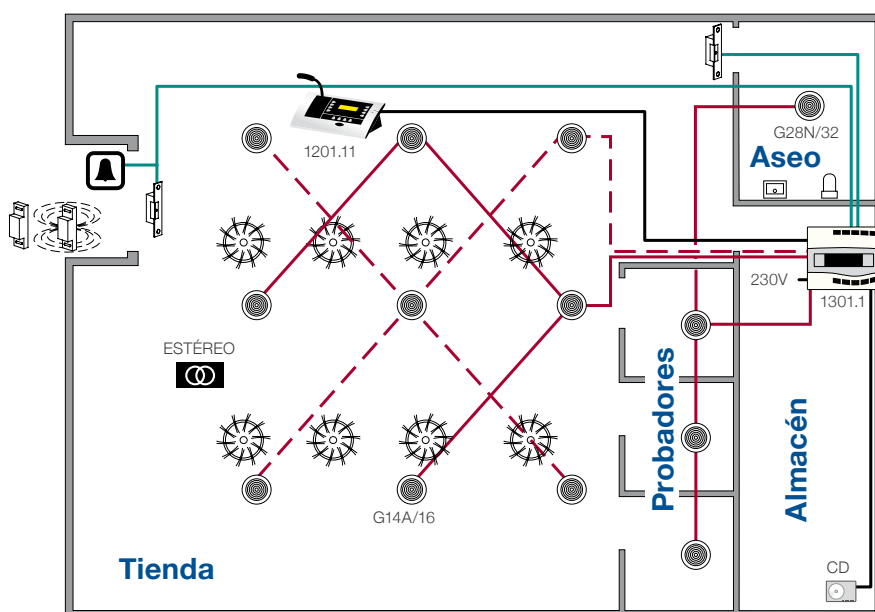 G28N/32
Aseo
1201.11
230V
1301.1
ESTÉREO
Probadores
Almacén
G14A/16
Tienda
CD